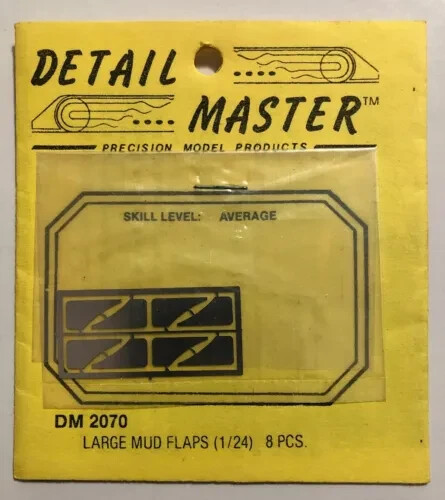 DETAIL
MASTER™
PRECISION MODEL PRODUCTS
SKILL LEVEL: AVERAGE
DM 2070
LARGE MUD FLAPS (1/24) 8 PCS.